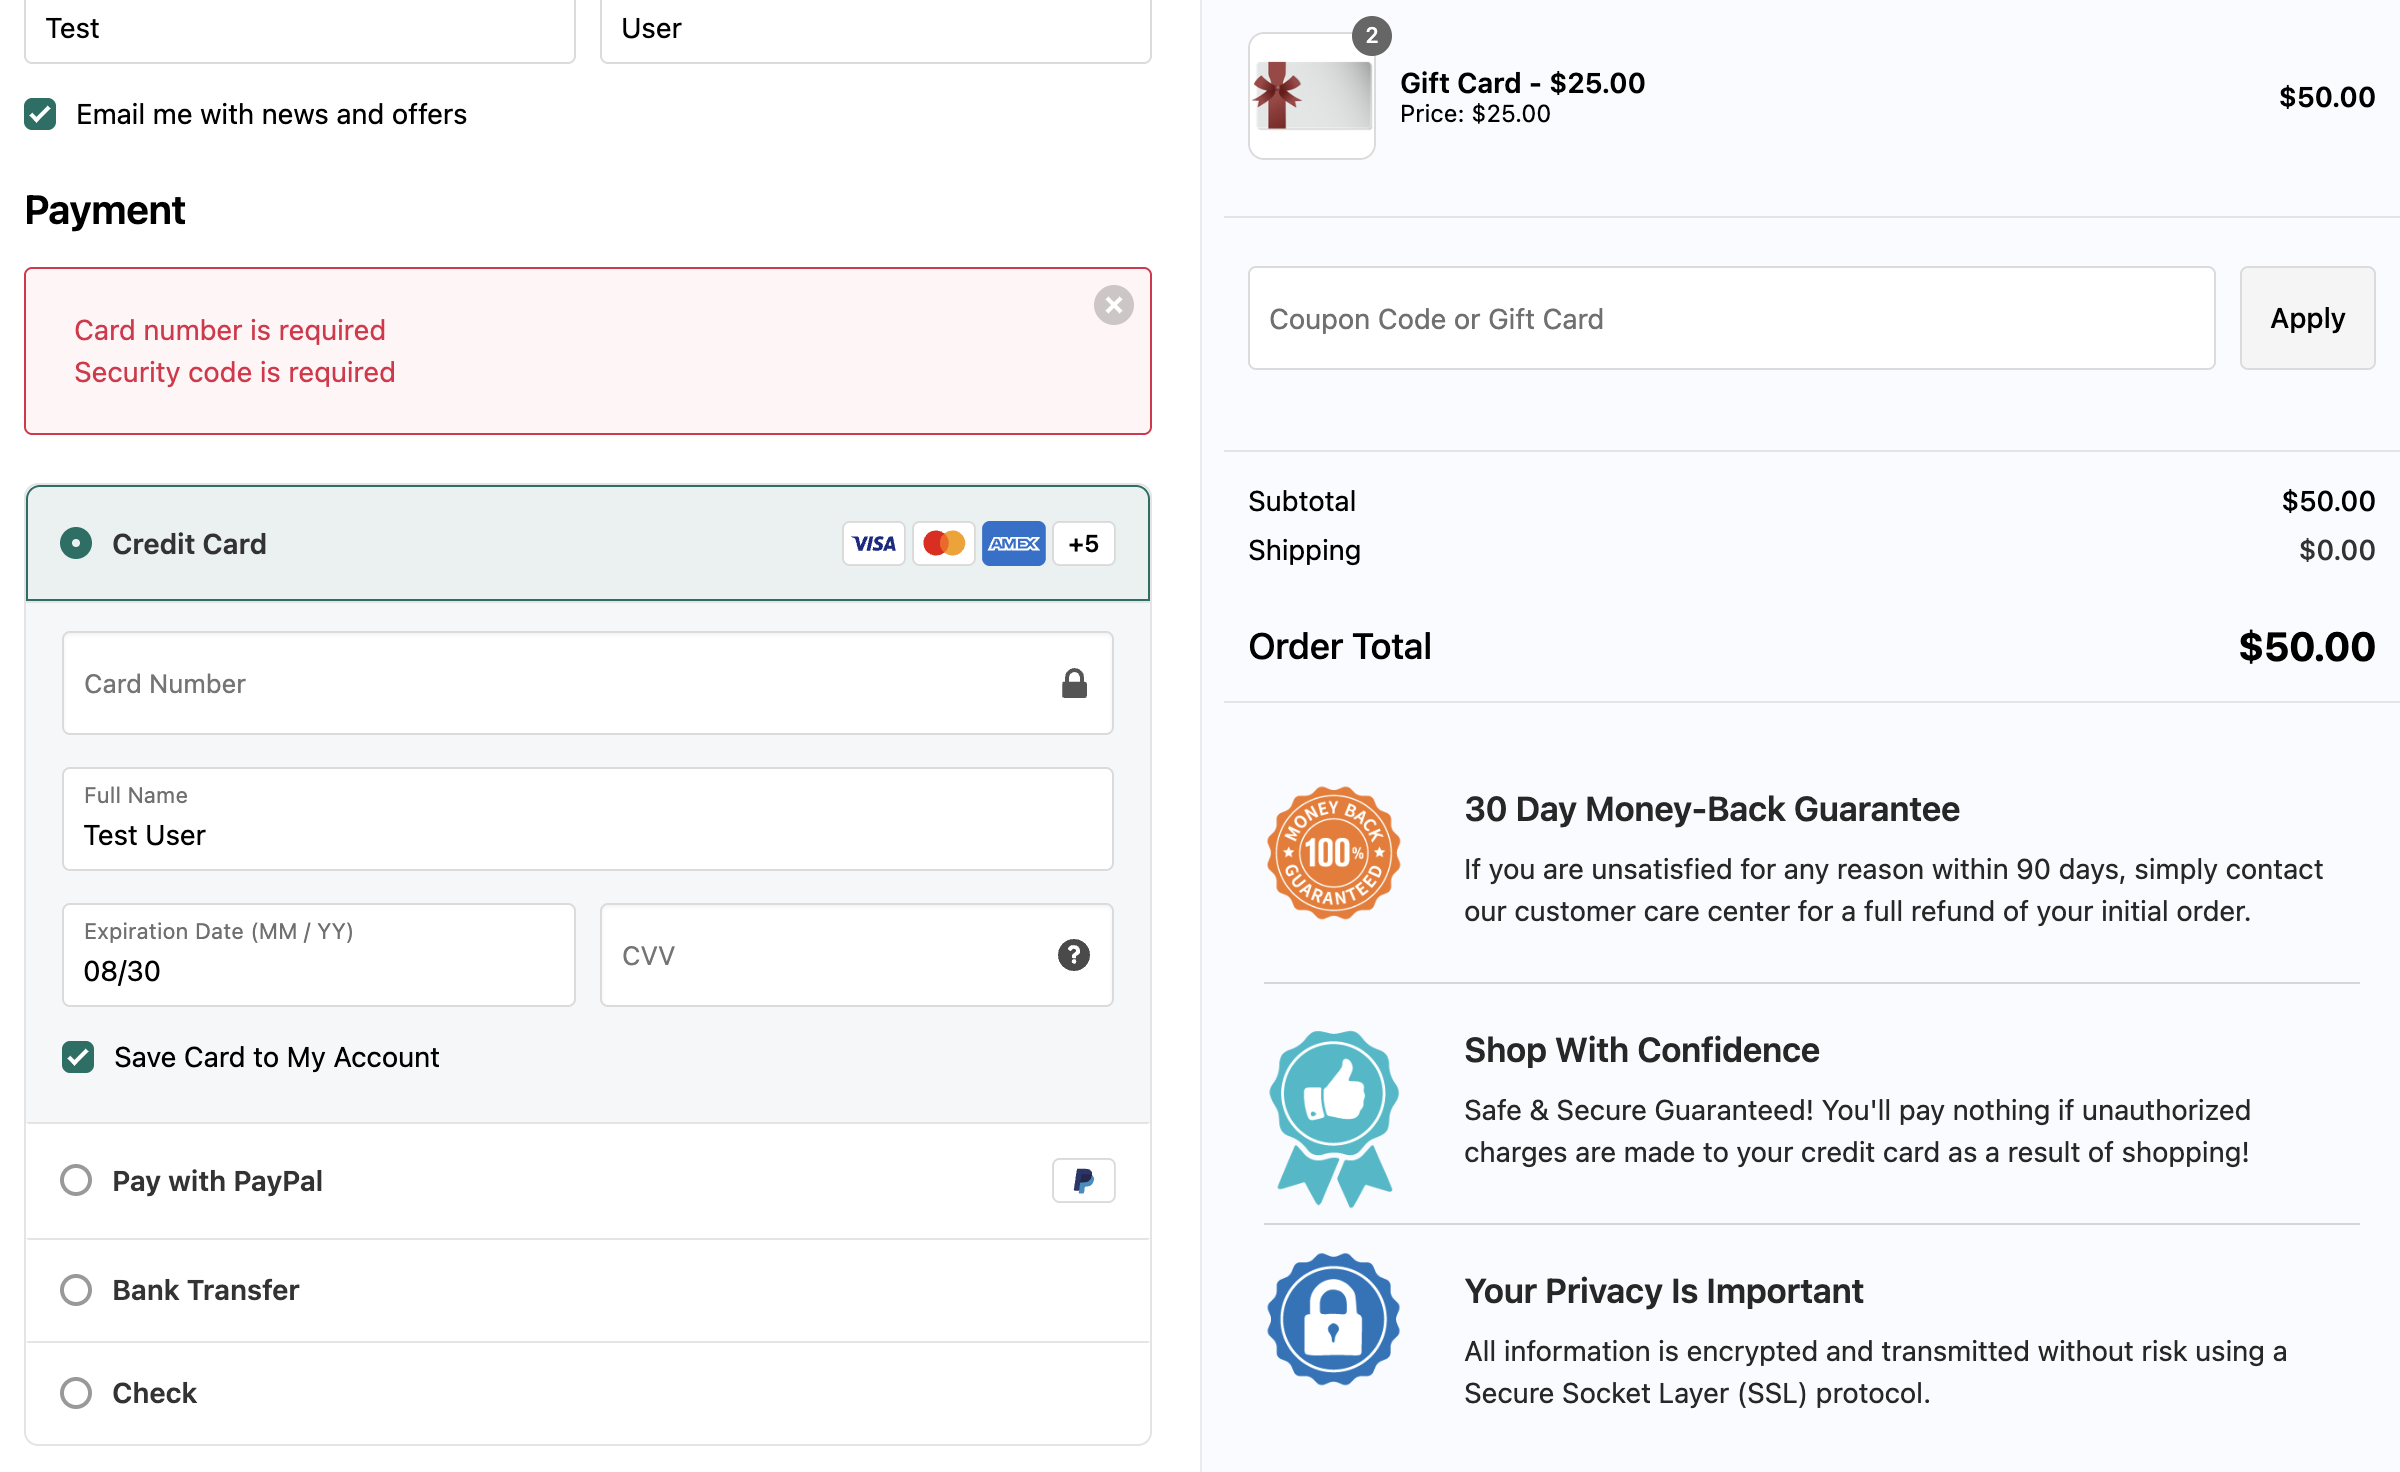 Test
User
Email me with news and offers
Payment
Card number is required
Security code is required
Credit Card
VISA
AMEX
+5
Card Number
Full Name
Test User
Expiration Date (MM / YY)
08/30
CVV
?
Save Card to My Account
Pay with PayPal
Bank Transfer
Check
2
Gift Card - $25.00
Price: $25.00
$50.00
Coupon Code or Gift Card
Apply
Subtotal
$50.00
Shipping
$0.00
Order Total
$50.00
MONEY BACK
100%
GUARANTEED
30 Day Money-Back Guarantee
If you are unsatisfied for any reason within 90 days, simply contact
our customer care center for a full refund of your initial order.
Shop With Confidence
Safe & Secure Guaranteed! You'll pay nothing if unauthorized
charges are made to your credit card as a result of shopping!
Your Privacy Is Important
All information is encrypted and transmitted without risk using a
Secure Socket Layer (SSL) protocol.